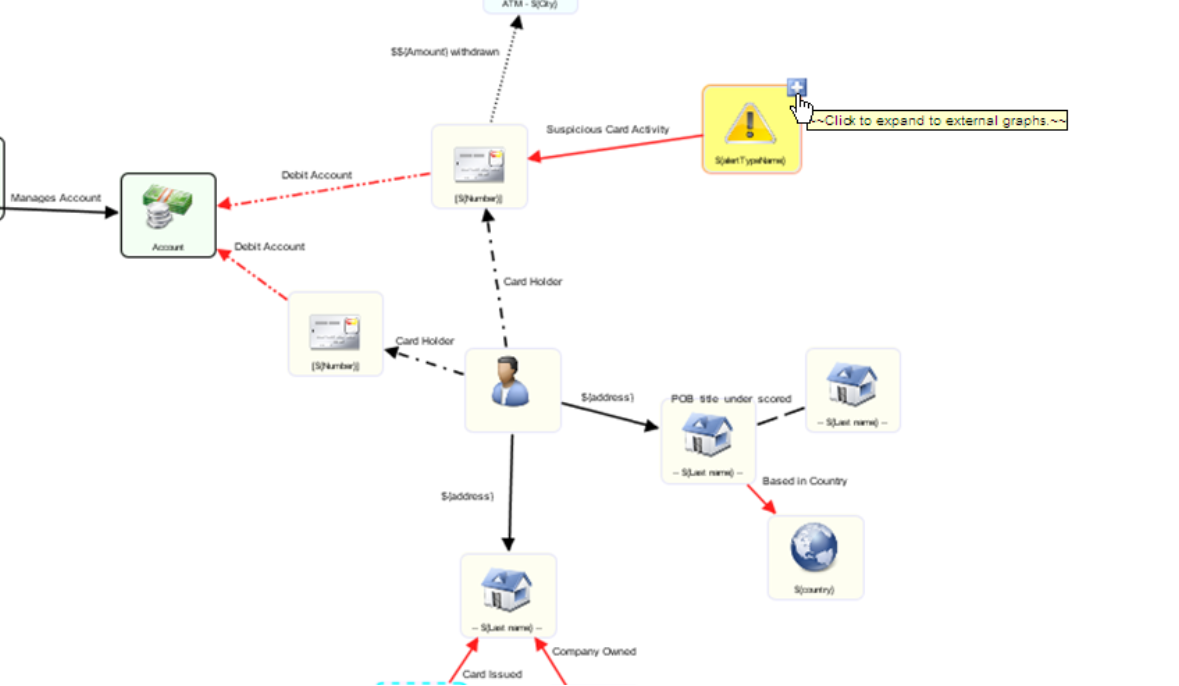 ATM - ${City}
$${Amount} withdrawn
Suspicious Card Activity
~~Click to expand to external graphs.~~
${alertTypeName}
Debit Account
[${Number}]
Manages Account
Account
Debit Account
Card Holder
[${Number}]
Card Holder
${address}
POB title under scored
-- ${Last name} --
-- ${Last name} --
Based in Country
${address}
${country}
-- ${Last name} --
Company Owned
Card Issued